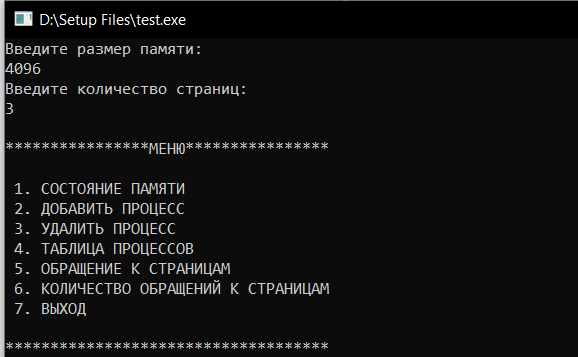 D:\Setup Files\test.exe
Введите размер памяти:
4096
Введите количество страниц:
3
****************МЕНЮ****************
1. СОСТОЯНИЕ ПАМЯТИ
2. ДОБАВИТЬ ПРОЦЕСС
3. УДАЛИТЬ ПРОЦЕСС
4. ТАБЛИЦА ПРОЦЕССОВ
5. ОБРАЩЕНИЕ К СТРАНИЦАМ
6. КОЛИЧЕСТВО ОБРАЩЕНИЙ К СТРАНИЦАМ
7. ВЫХОД
************************************